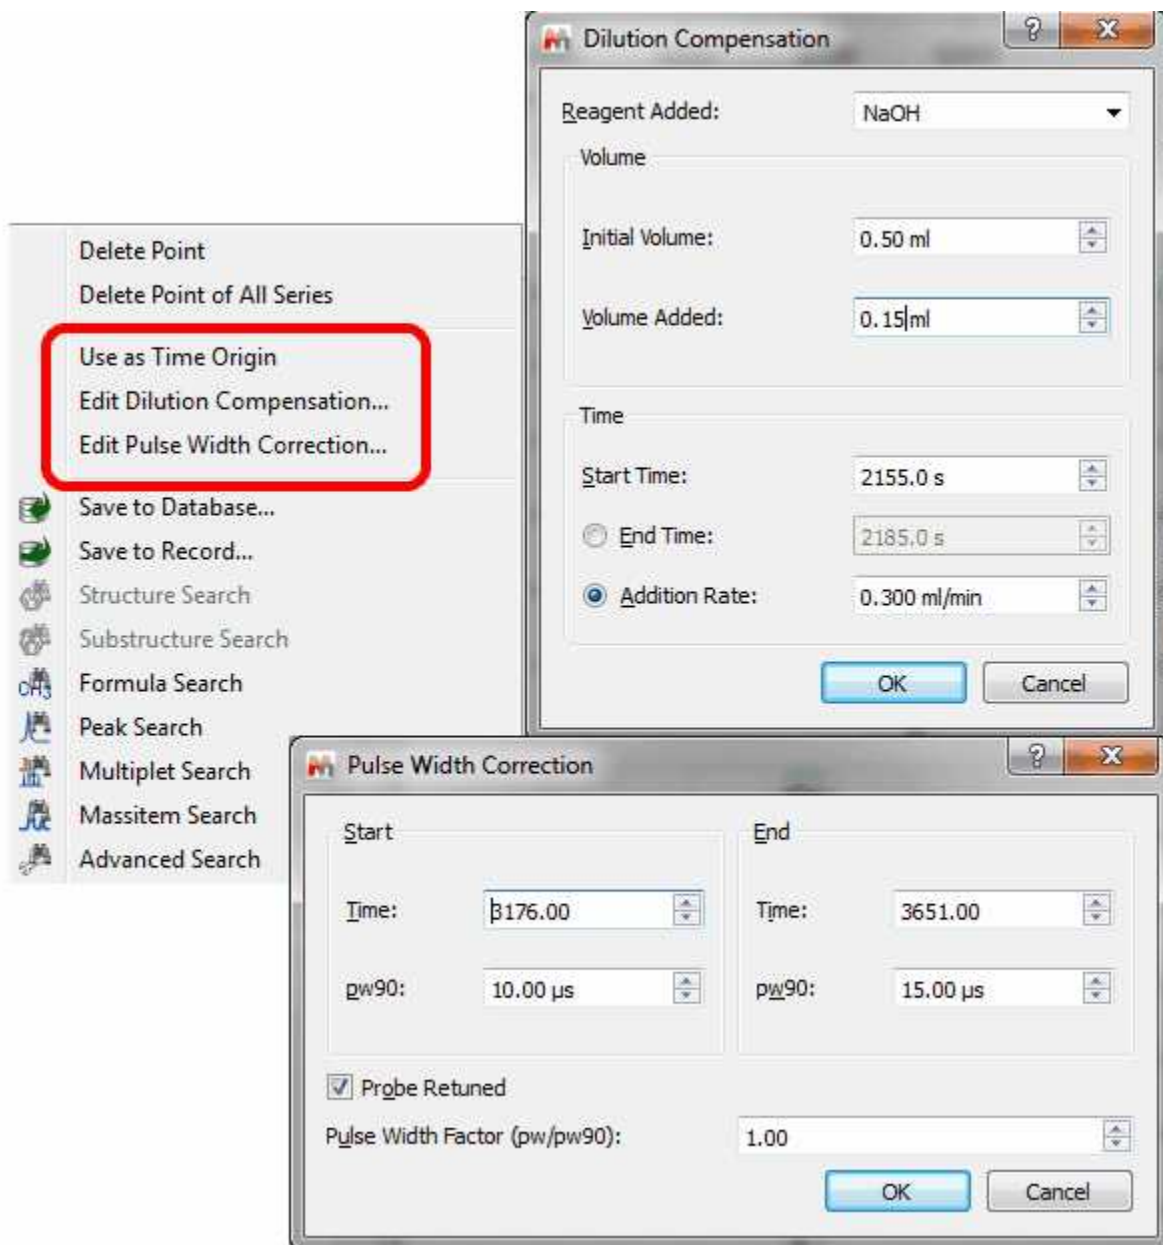 Dilution Compensation
Reagent Added: NaOH
Volume
Initial Volume: 0.50 ml
Volume Added: 0.15 ml
Time
Start Time: 2155.0 s
End Time: 2185.0 s
Addition Rate: 0.300 ml/min
OK Cancel
Delete Point
Delete Point of All Series
Use as Time Origin
Edit Dilution Compensation...
Edit Pulse Width Correction...
Save to Database...
Save to Record...
Structure Search
Substructure Search
CH3 Formula Search
Peak Search
Multiplet Search
Massitem Search
Advanced Search
Pulse Width Correction
Start End
Time: 3176.00 Time: 3651.00
pw90: 10.00 µs pw90: 15.00 µs
Probe Retuned
Pulse Width Factor (pw/pw90): 1.00
OK Cancel